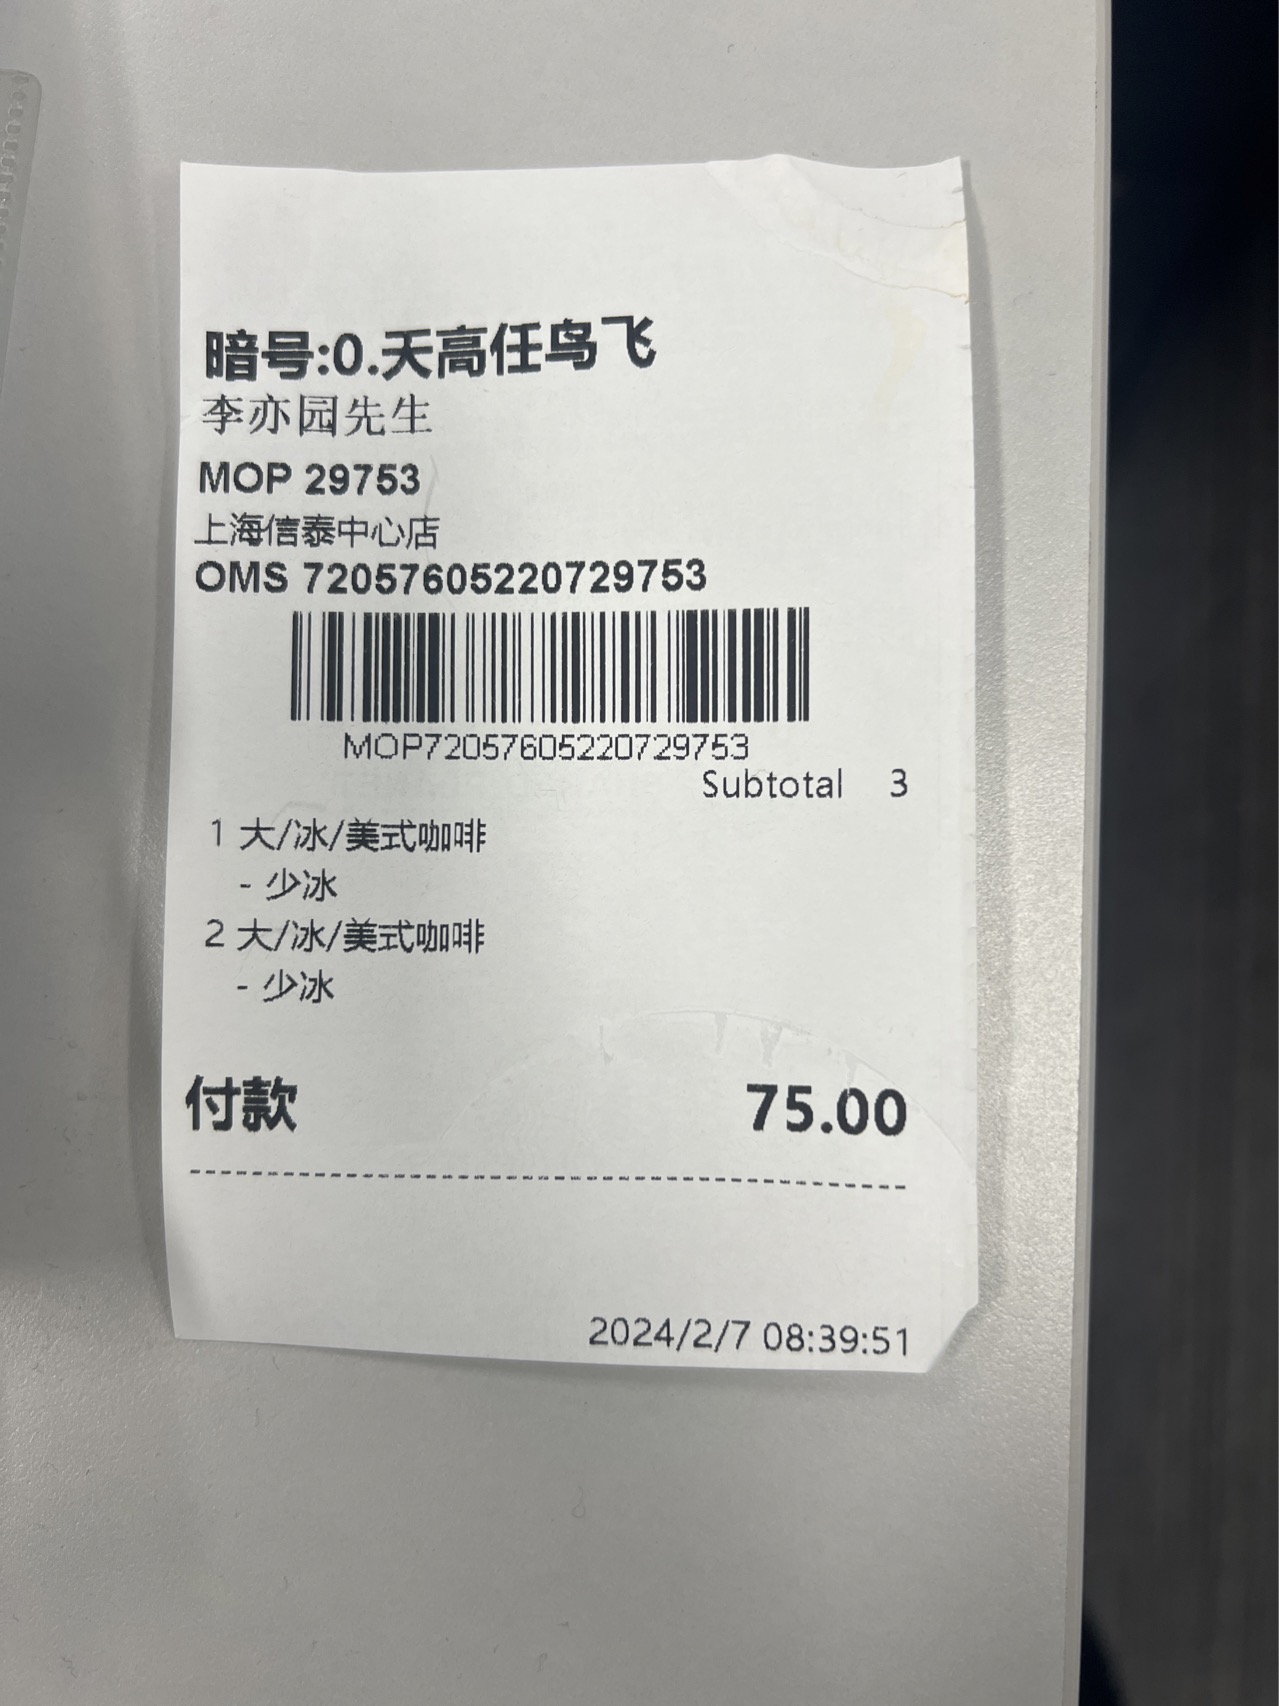 暗号:0.天高任鸟飞
李亦园先生
MOP 29753
上海信泰中心店
OMS 72057605220729753
MOP72057605220729753
Subtotal 3
1 大/冰/美式咖啡
- 少冰
2 大/冰/美式咖啡
- 少冰
付款 75.00
2024/2/7 08:39:51